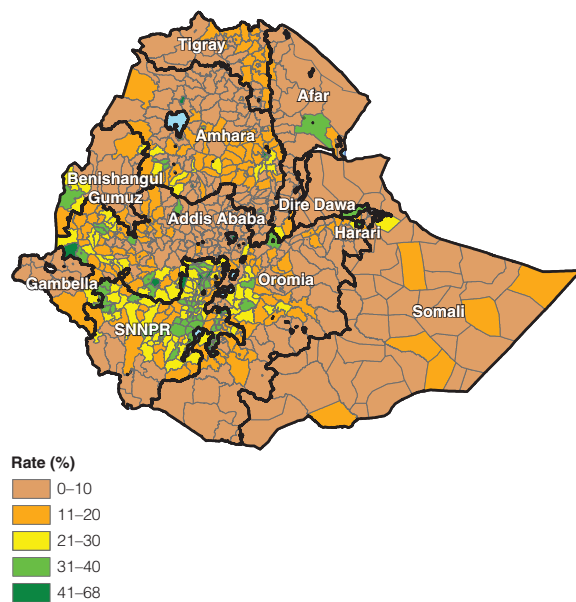 Tigray
Afar
Amhara
Benishangul
Gumuz
Dire Dawa
Addis Ababa
Harari
Gambella
Oromia
Somali
SNNPR
Rate (%)
0–10
11–20
21–30
31–40
41–68